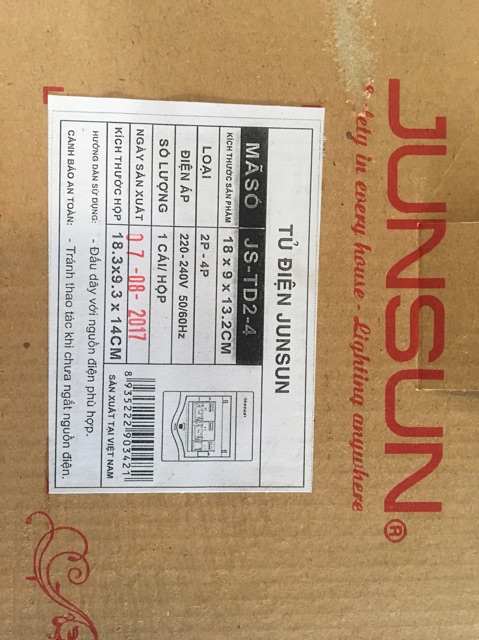 JUNSUN®
Safety in every house - Lighting anywhere
TỦ ĐIỆN JUNSUN
MÃ SỐ JS-TD2-4
KÍCH THƯỚC SẢN PHẨM 18 x 9 x 13.2CM
LOẠI 2P - 4P
ĐIỆN ÁP 220-240V 50/60Hz
SỐ LƯỢNG 1 CÁI/ HỘP
NGÀY SẢN XUẤT 07-08-2017
KÍCH THƯỚC HỘP 18.3x9.3 x 14CM
8 935222 903421
SẢN XUẤT TẠI VIỆT NAM
HƯỚNG DẪN SỬ DỤNG: - Đấu dây với nguồn điện phù hợp.
CẢNH BÁO AN TOÀN: - Tránh thao tác khi chưa ngắt nguồn điện.